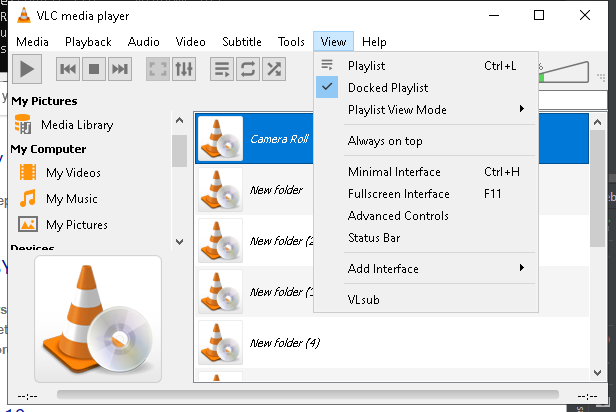 VLC media player
Media Playback Audio Video Subtitle Tools View Help
Playlist Ctrl+L
Docked Playlist
Playlist View Mode
Always on top
Minimal Interface Ctrl+H
Fullscreen Interface F11
Advanced Controls
Status Bar
Add Interface
VLsub
%
My Pictures
Media Library
My Computer
My Videos
My Music
My Pictures
Devices
Camera Roll
New folder
New folder (2
New folder (
New folder (4)
--:-- --:--